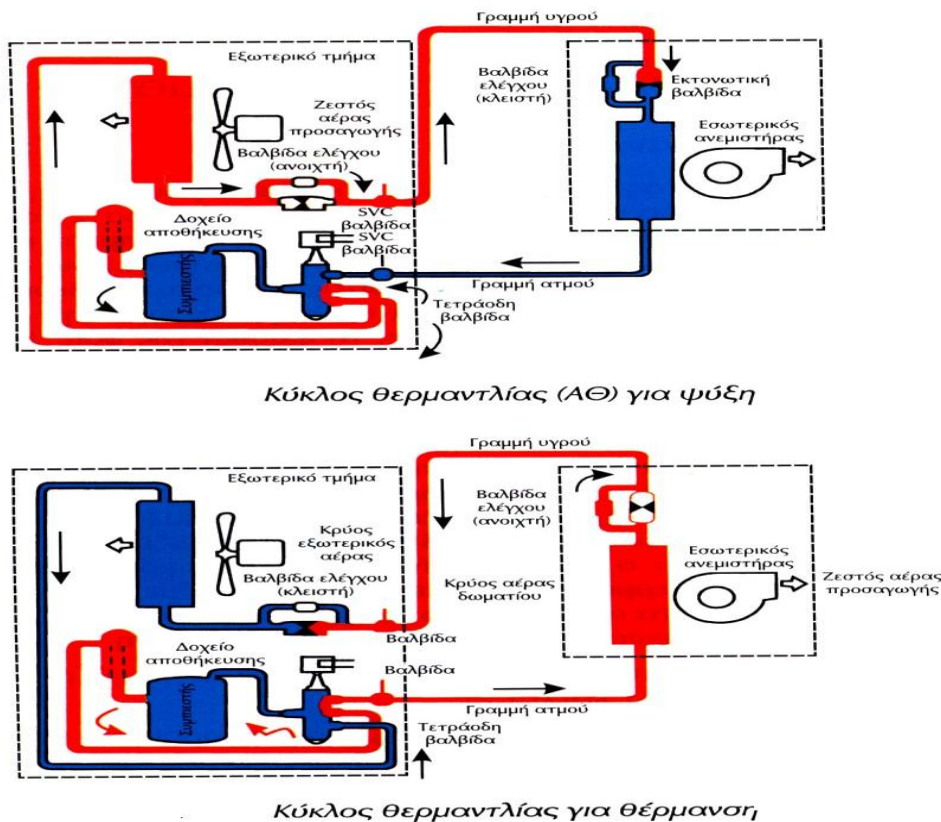 Γραμμή υγρού
Εξωτερικό τμήμα
Βαλβίδα
ελέγχου
(κλειστή)
Εκτονωτική
βαλβίδα
Ζεστός
αέρας
προσαγωγής
Εσωτερικός
ανεμιστήρας
Βαλβίδα ελέγχου
(ανοιχτή)
Δοχείο
αποθήκευσης
SVC
βαλβίδα
SVC
βαλβίδα
Συμπιεστής
Γραμμή ατμού
Τετράοδη
βαλβίδα
Κύκλος θερμαντλίας (ΑΘ) για ψύξη
Γραμμή υγρού
Εξωτερικό τμήμα
Βαλβίδα
ελέγχου
(ανοιχτή)
Κρύος
εξωτερικός
αέρας
Εσωτερικός
ανεμιστήρας
Βαλβίδα ελέγχου
(κλειστή)
Κρύο αέρας
δωματίου
Ζεστός αέρας
προσαγωγής
Δοχείο
αποθήκευσης
Βαλβίδα
Βαλβίδα
Συμπιεστής
Γραμμή ατμού
Τετράοδη
βαλβίδα
Κύκλος θερμαντλίας για θέρμανση